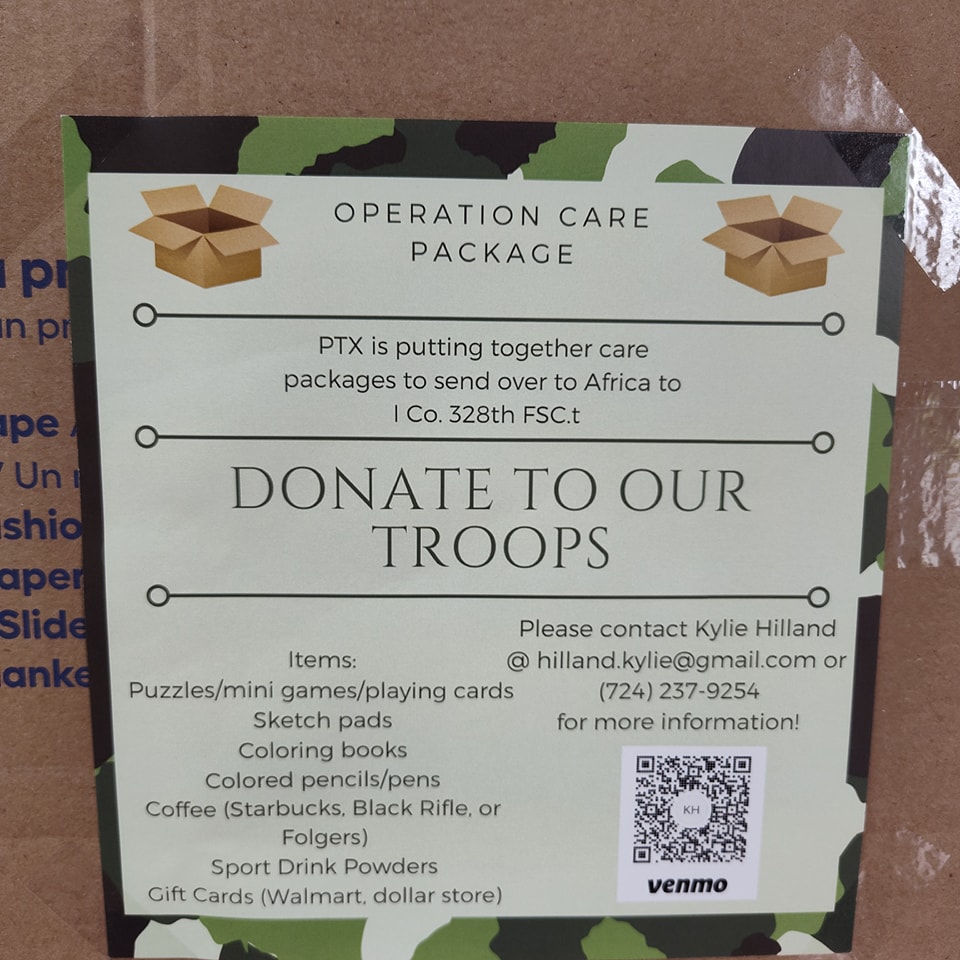 OPERATION CARE
PACKAGE
PTX is putting together care
packages to send over to Africa to
I Co. 328th FSC.t
DONATE TO OUR
TROOPS
Items:
Puzzles/mini games/playing cards
Sketch pads
Coloring books
Colored pencils/pens
Coffee (Starbucks, Black Rifle, or
Folgers)
Sport Drink Powders
Gift Cards (Walmart, dollar store)
Please contact Kylie Hilland
@ hilland.kylie@gmail.com or
(724) 237-9254
for more information!
KH
venmo
Un